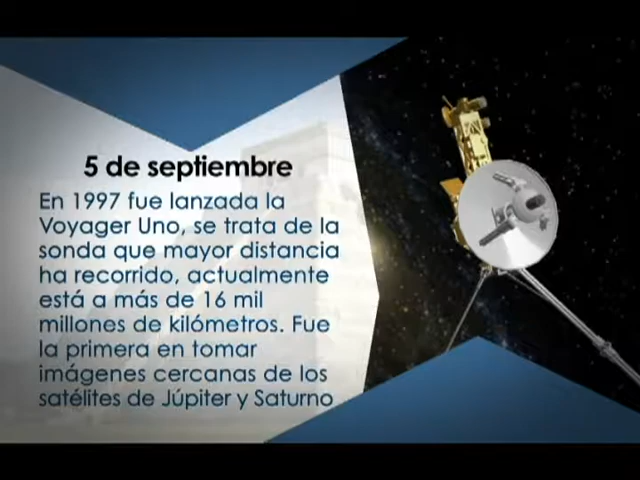 5 de septiembre
En 1997 fue lanzada la
Voyager Uno, se trata de la
sonda que mayor distancia
ha recorrido, actualmente
está a más de 16 mil
millones de kilómetros. Fue
la primera en tomar
imágenes cercanas de los
satélites de Júpiter y Saturno